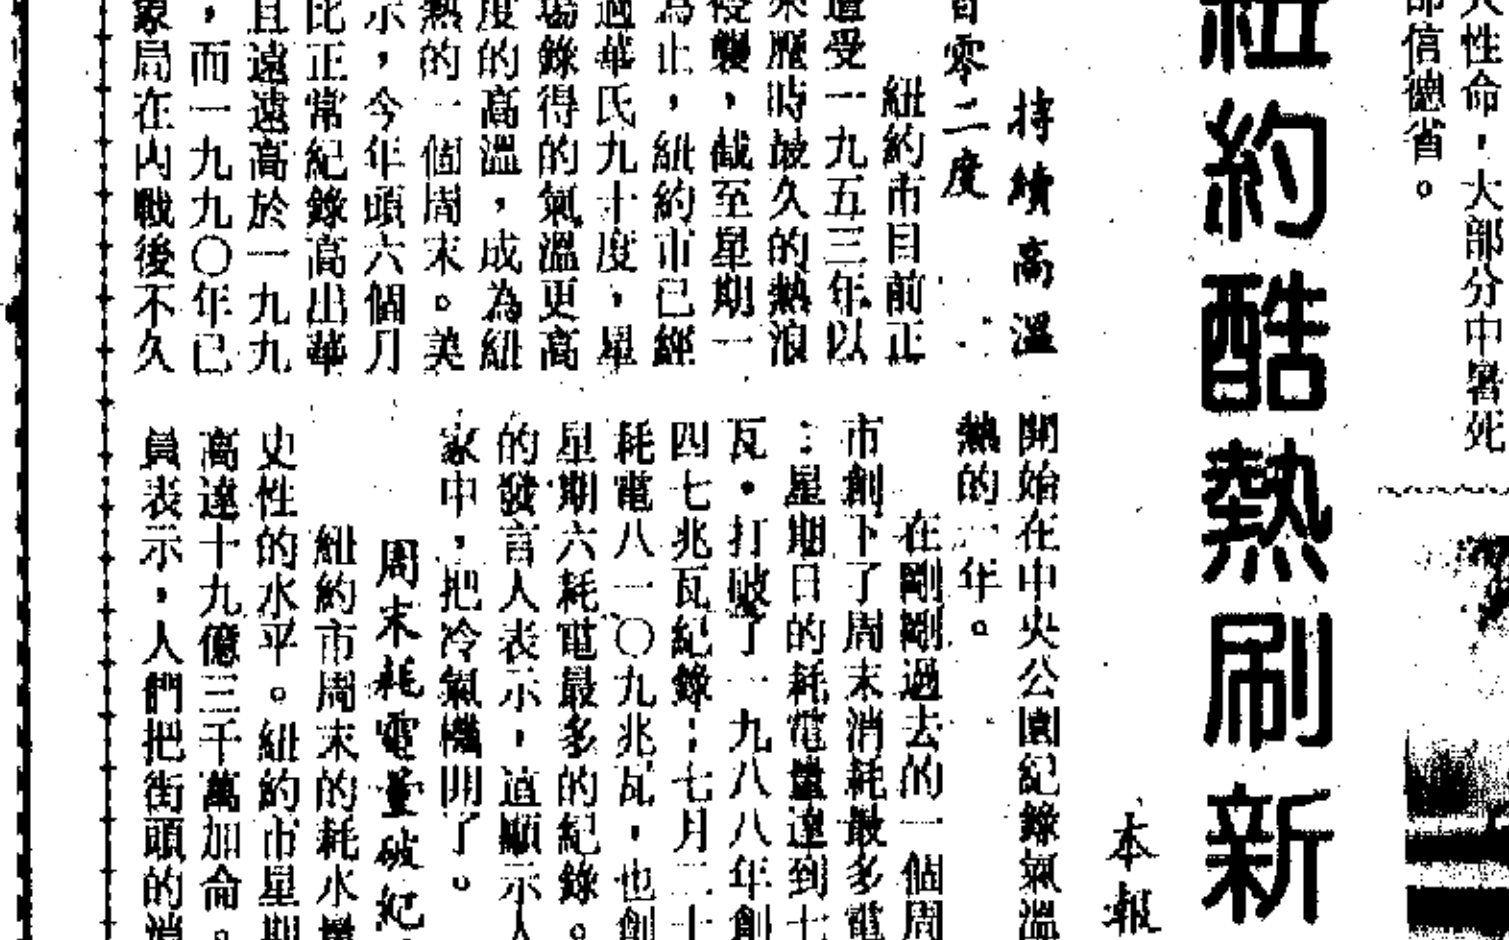 人性命，大部分中暑死
部信德省。
紐約酷熱刷新
本報
持續高溫
百零二度
紐約市目前正
遭受一九五三年以
來歷時最久的熱浪
侵襲，截至星期一
為止，紐約市已經
過華氏九十度，星
場錄得的氣溫更高
度的高溫，成為紐
熱的一個周末。美
示，今年頭六個月
比正常紀錄高出華
且遠遠高於一九九
，而一九九〇年已
象局在內戰後不久
開始在中央公園紀錄氣溫
熱的一年。
在剛剛過去的一個周
市創下了周末消耗最多電
：星期日的耗電量達到七
瓦，打破了一九八八年創
四七兆瓦紀錄；七月二十
耗電八一〇九兆瓦，也創
星期六耗電最多的紀錄。
的發言人表示，這顯示人
家中，把冷氣機開了。
周末耗電量破紀
紐約市周末的耗水量
史性的水平。紐約市星期
高達十九億三千萬加侖。
員表示，人們把街頭的消